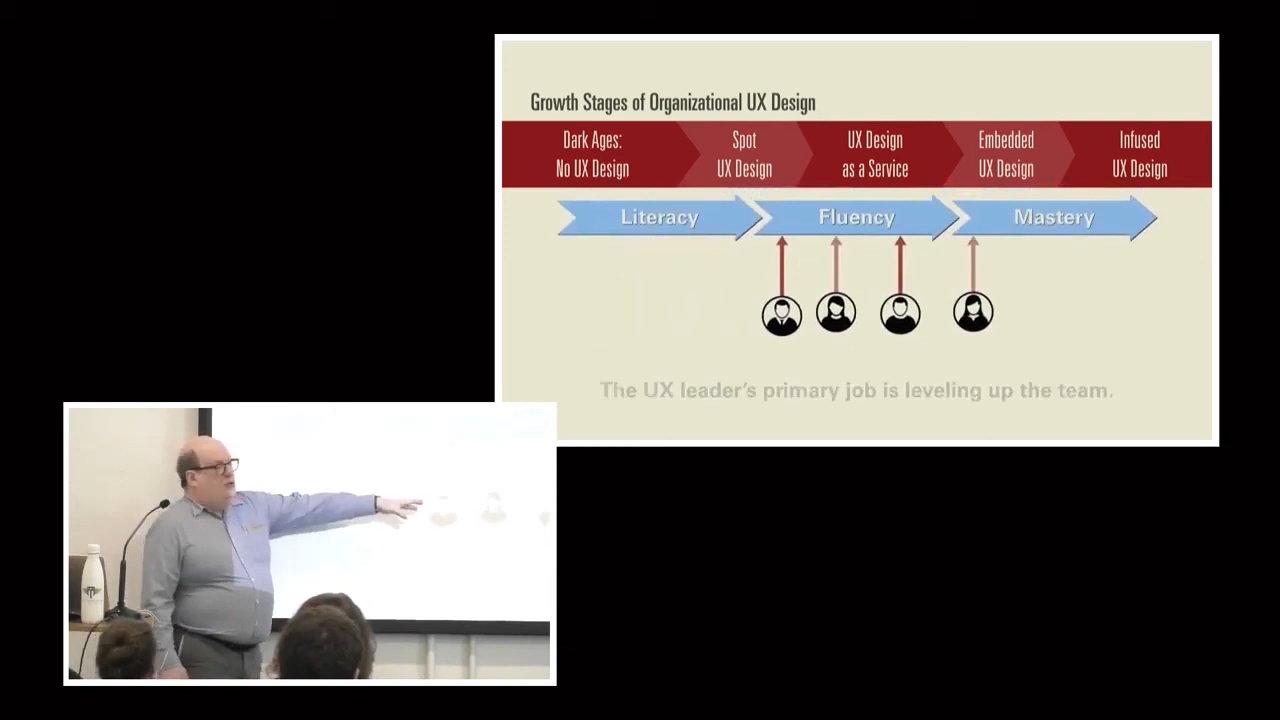 Growth Stages of Organizational UX Design
Dark Ages:
No UX Design
Spot
UX Design
UX Design
as a Service
Embedded
UX Design
Infused
UX Design
Literacy
Fluency
Mastery
The UX leader's primary job is leveling up the team.